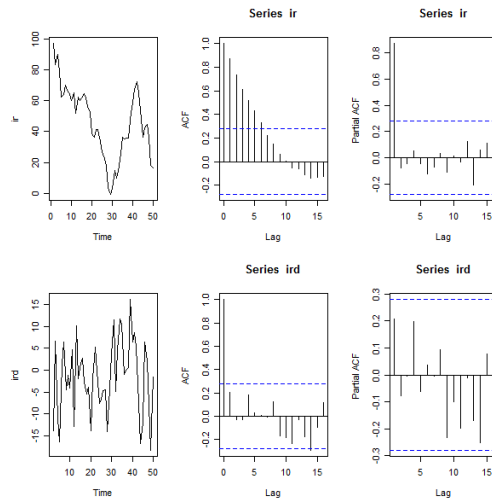 Series ir
Series ir
ir
0 20 40 60 80
0 10 20 30 40 50
Time
ACF
-0.2 0.0 0.2 0.4 0.6 0.8 1.0
0 5 10 15
Lag
Partial ACF
-0.2 0.0 0.2 0.4 0.6 0.8
5 10 15
Lag
Series ird
Series ird
ird
-15 -10 -5 0 5 10 15
10 20 30 40 50
Time
ACF
-0.2 0.0 0.2 0.4 0.6 0.8 1.0
0 5 10 15
Lag
Partial ACF
-0.3 -0.2 -0.1 0.0 0.1 0.2 0.3
5 10 15
Lag